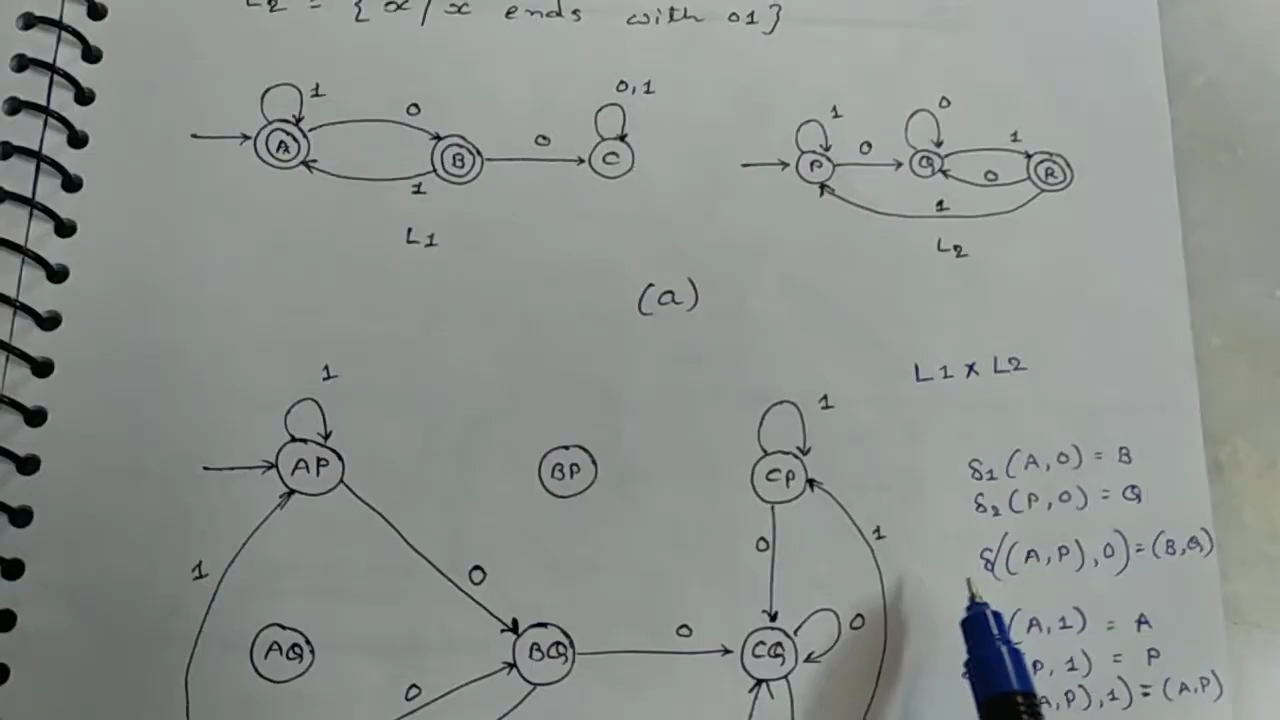 L2 = {x/x ends with 01}
1
0
0,1
A
B
0
C
1
L1
1
0
1
P
0
Q
0
R
1
L2
(a)
L1 x L2
1
1
AP
BP
CP
δ1(A,0) = B
δ2(P,0) = Q
0
1
δ((A,P),0) = (B,Q)
1
0
0
0
(A,1) = A
AQ
BQ
CQ
P,1) = P
0
A,P),1) = (A,P)